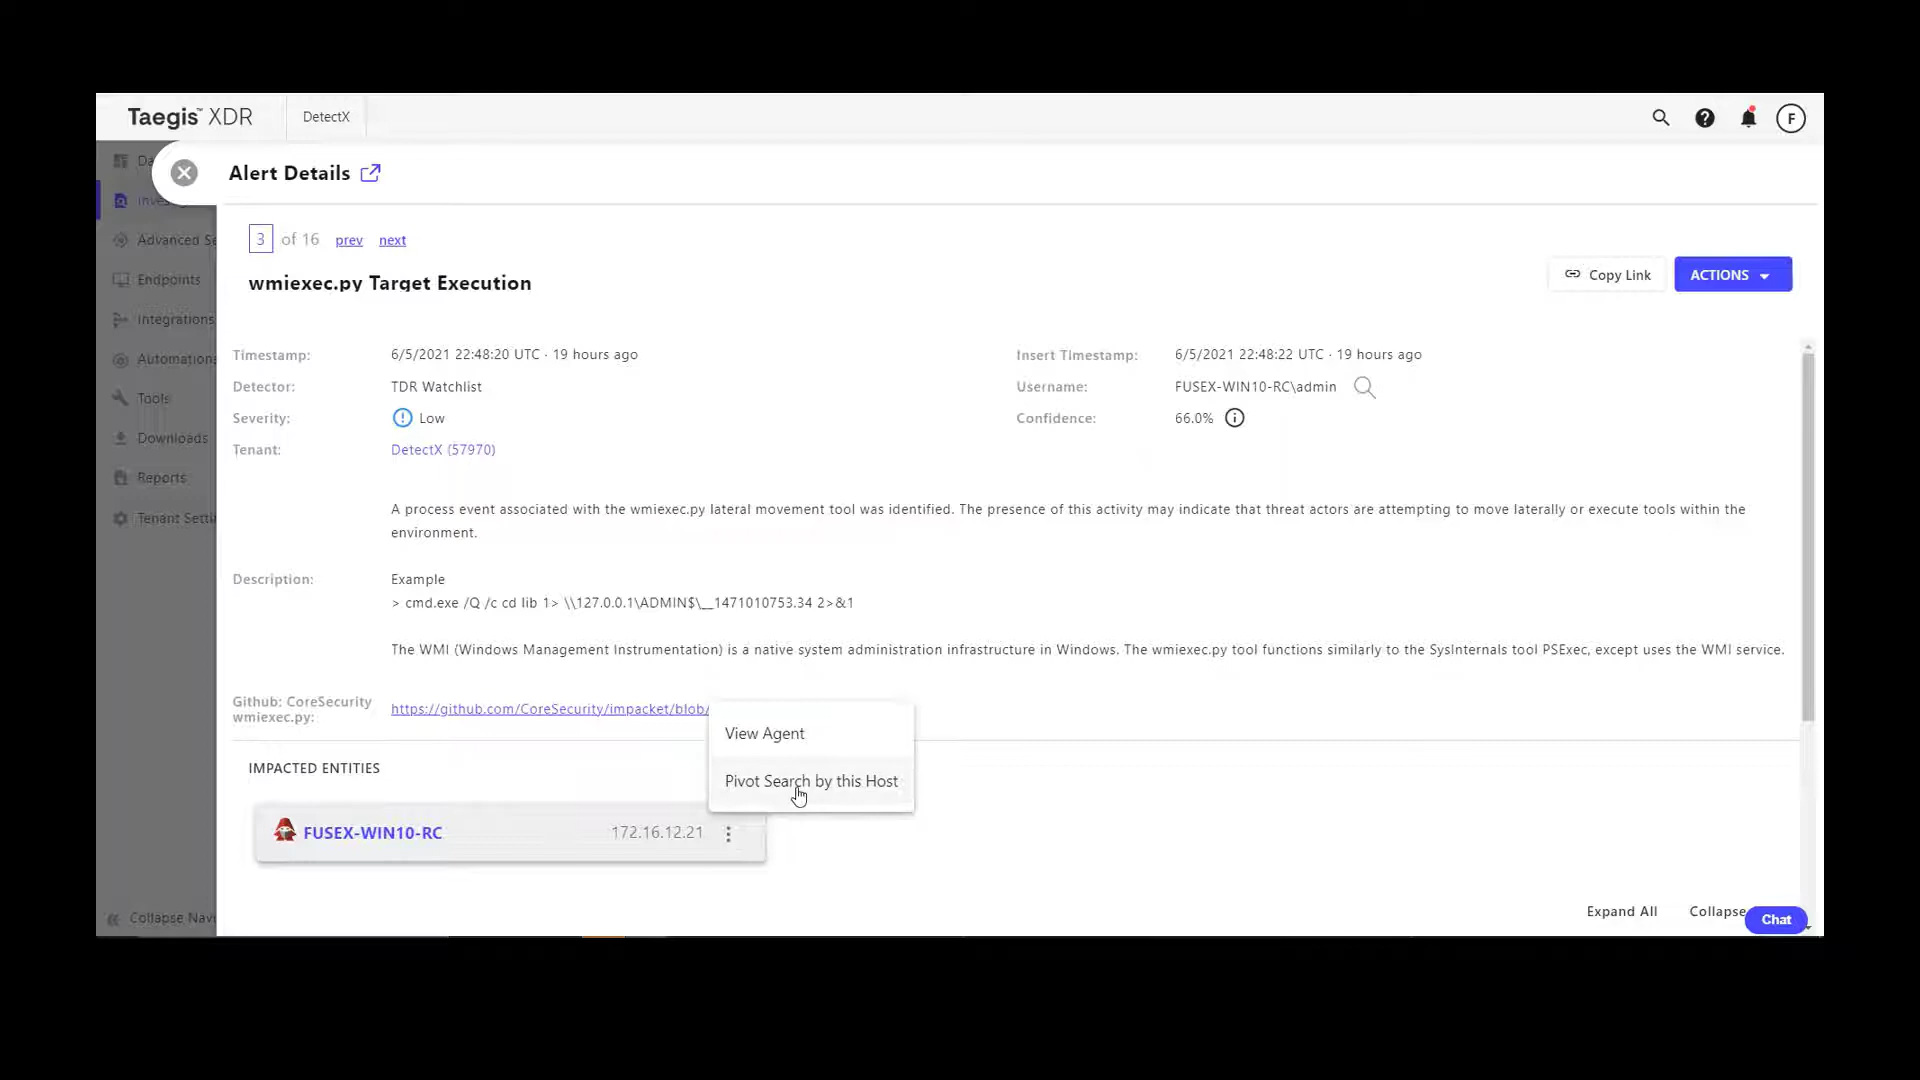 Taegis™ XDR
DetectX
F
Alert Details
3 of 16 prev next
wmiexec.py Target Execution
Copy Link
ACTIONS
Timestamp: 6/5/2021 22:48:20 UTC · 19 hours ago
Insert Timestamp: 6/5/2021 22:48:22 UTC · 19 hours ago
Detector: TDR Watchlist
Username: FUSEX-WIN10-RC\admin
Severity: Low
Confidence: 66.0%
Tenant: DetectX (57970)
A process event associated with the wmiexec.py lateral movement tool was identified. The presence of this activity may indicate that threat actors are attempting to move laterally or execute tools within the
environment.
Description: Example
> cmd.exe /Q /c cd lib 1> \\127.0.0.1\ADMIN$\__1471010753.34 2>&1
The WMI (Windows Management Instrumentation) is a native system administration infrastructure in Windows. The wmiexec.py tool functions similarly to the SysInternals tool PSExec, except uses the WMI service.
Github: CoreSecurity
wmiexec.py:
https://github.com/CoreSecurity/impacket/blob/
View Agent
Pivot Search by this Host
IMPACTED ENTITIES
FUSEX-WIN10-RC 172.16.12.21
Expand All Collapse
Chat
Da
Inves
Advanced Se
Endpoints
Integrations
Automations
Tools
Downloads
Reports
Tenant Setti
Collapse Navi